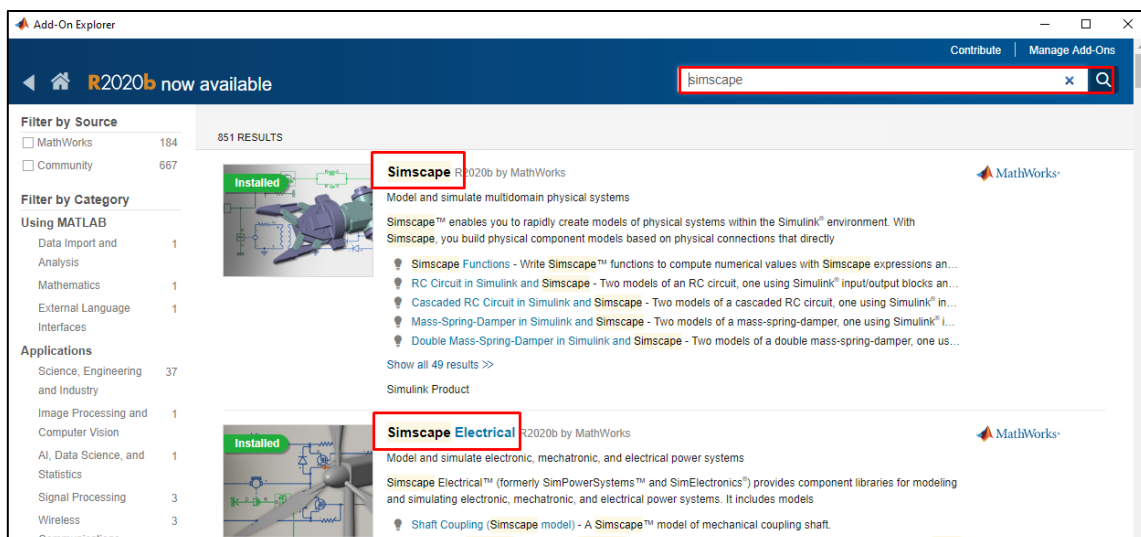 Add-On Explorer
Contribute | Manage Add-Ons
R2020b now available
simscape
Filter by Source
MathWorks 184
Community 667
Filter by Category
Using MATLAB
Data Import and
Analysis 1
Mathematics 1
External Language
Interfaces 1
Applications
Science, Engineering
and Industry 37
Image Processing and
Computer Vision 1
AI, Data Science, and
Statistics 1
Signal Processing 3
Wireless 3
851 RESULTS
Installed
Simscape R2020b by MathWorks
MathWorks®
Model and simulate multidomain physical systems
Simscape™ enables you to rapidly create models of physical systems within the Simulink® environment. With
Simscape, you build physical component models based on physical connections that directly
Simscape Functions - Write Simscape™ functions to compute numerical values with Simscape expressions an...
RC Circuit in Simulink and Simscape - Two models of an RC circuit, one using Simulink® input/output blocks an...
Cascaded RC Circuit in Simulink and Simscape - Two models of a cascaded RC circuit, one using Simulink® in...
Mass-Spring-Damper in Simulink and Simscape - Two models of a mass-spring-damper, one using Simulink® i...
Double Mass-Spring-Damper in Simulink and Simscape - Two models of a double mass-spring-damper, one us...
Show all 49 results >>
Simulink Product
Installed
Simscape Electrical R2020b by MathWorks
MathWorks®
Model and simulate electronic, mechatronic, and electrical power systems
Simscape Electrical™ (formerly SimPowerSystems™ and SimElectronics®) provides component libraries for modeling
and simulating electronic, mechatronic, and electrical power systems. It includes models
Shaft Coupling (Simscape model) - A Simscape™ model of mechanical coupling shaft.